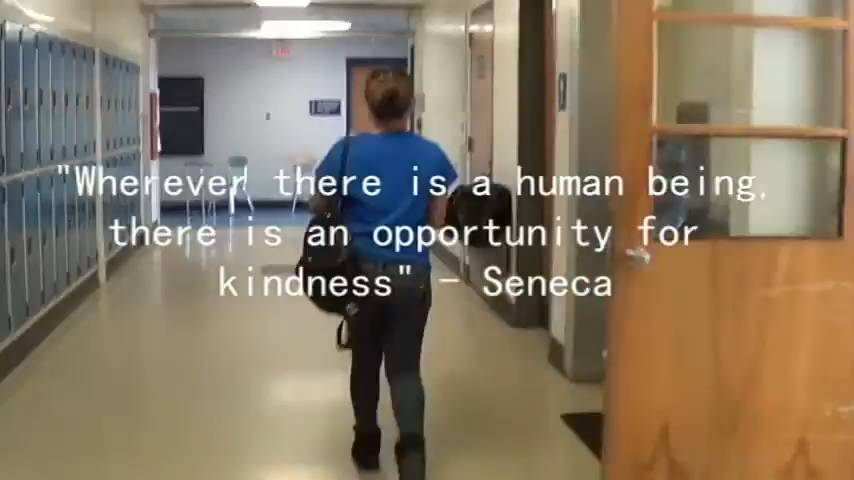 "Wherever there is a human being,
there is an opportunity for
kindness" - Seneca